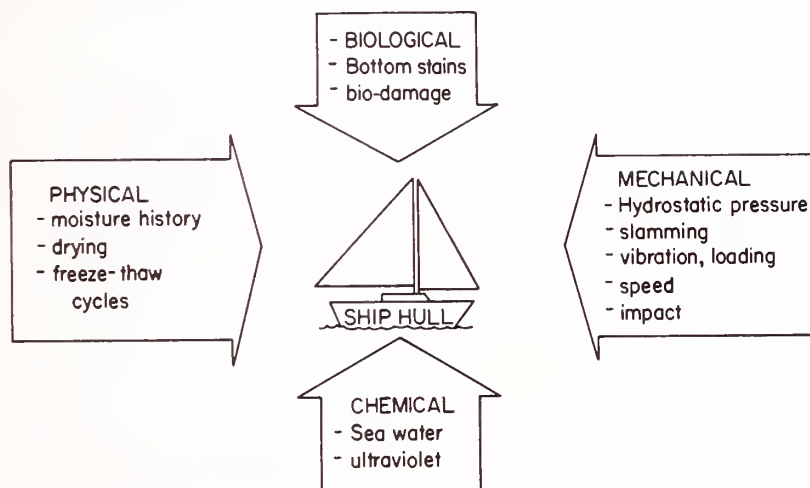 - BIOLOGICAL
- Bottom stains
- bio-damage
PHYSICAL
- moisture history
- drying
- freeze-thaw
cycles
MECHANICAL
- Hydrostatic pressure
- slamming
- vibration, loading
- speed
- impact
SHIP HULL
CHEMICAL
- Sea water
- ultraviolet